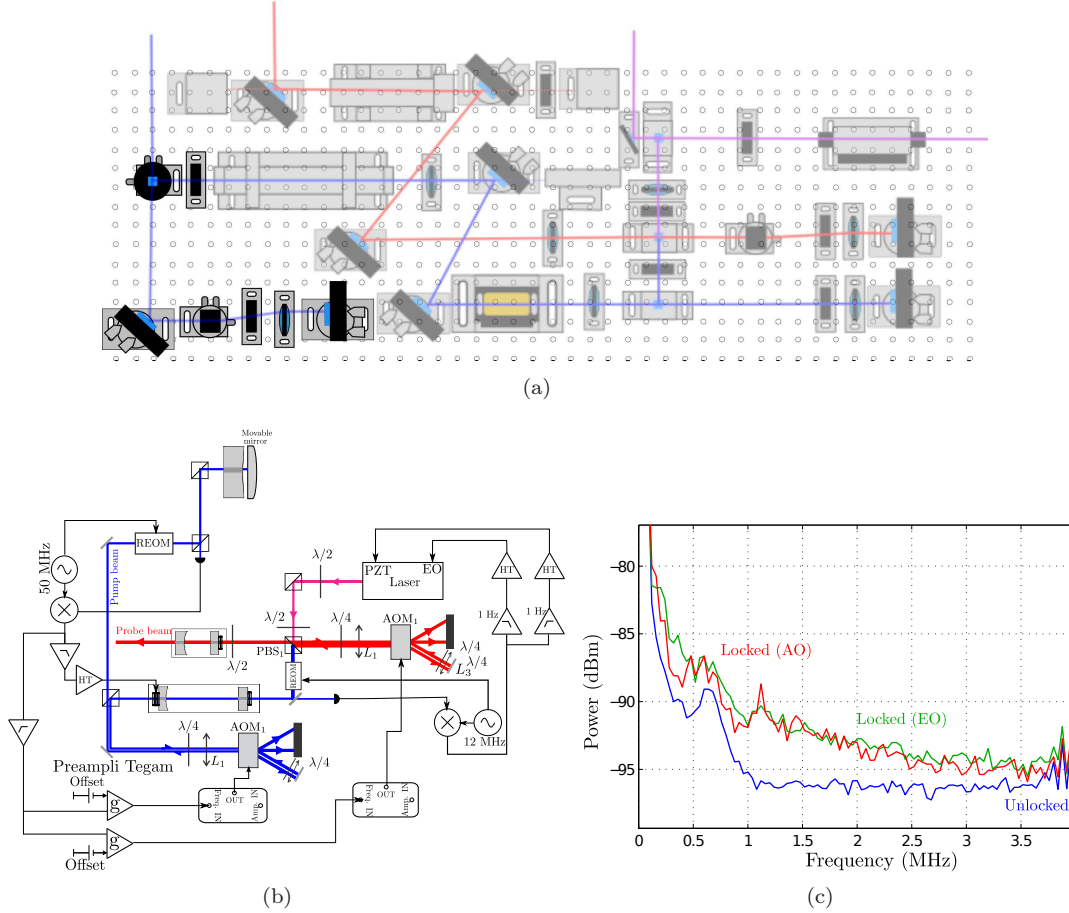 (a)
Movable
mirror
REOM
50 MHz
Pump beam
HT
λ/2
PZT
EO
Laser
HT
HT
1 Hz
1 Hz
Probe beam
λ/2
λ/2
PBS₁
λ/4
L₁
AOM₁
λ/4
λ/4
L₃
REOM
12 MHz
λ/4
L₁
AOM₁
λ/4
Preampli Tegam
Offset
g
Freq. IN
OUT
Amp. IN
Freq. IN
OUT
Amp. IN
g
Offset
(b)
Power (dBm)
−80
−85
−90
−95
Locked (AO)
Locked (EO)
Unlocked
0
0.5
1
1.5
2
2.5
3
3.5
Frequency (MHz)
(c)